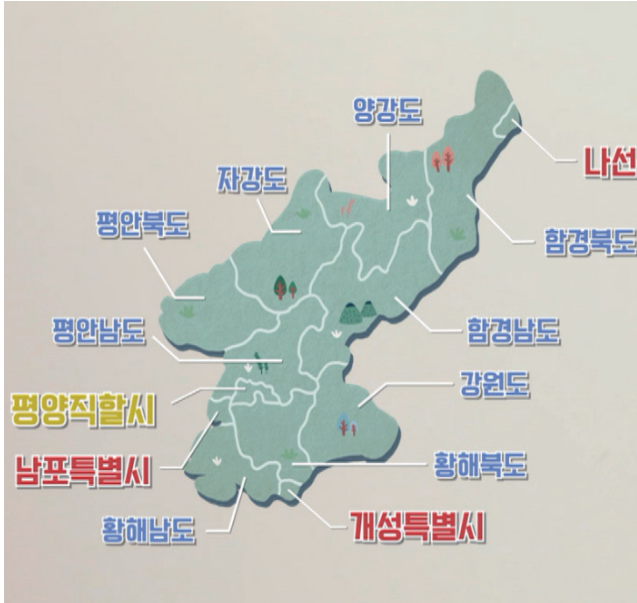 양강도
나선
자강도
평안북도
함경북도
평안남도
함경남도
강원도
평양직할시
남포특별시
황해북도
황해남도
개성특별시